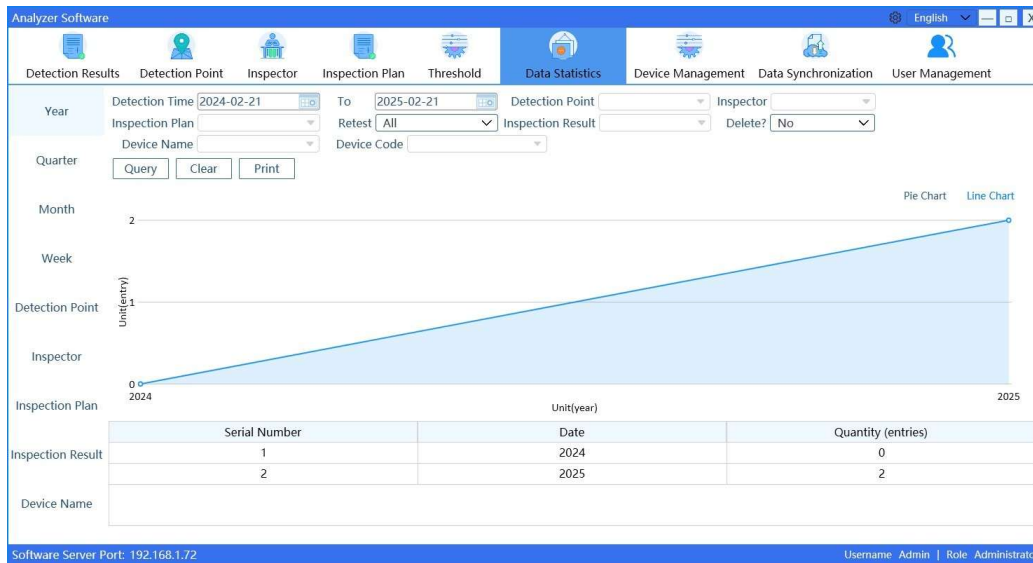 Analyzer Software English
Detection Results Detection Point Inspector Inspection Plan Threshold Data Statistics Device Management Data Synchronization User Management
Year
Quarter
Month
Week
Detection Point
Inspector
Inspection Plan
Inspection Result
Device Name
Detection Time 2024-02-21 To 2025-02-21 Detection Point Inspector
Inspection Plan Retest All Inspection Result Delete? No
Device Name Device Code
Query Clear Print
Pie Chart Line Chart
2
1
0
Unit(entry)
2024 2025
Unit(year)
Serial Number Date Quantity (entries)
1 2024 0
2 2025 2
Software Server Port: 192.168.1.72 Username Admin | Role Administrato